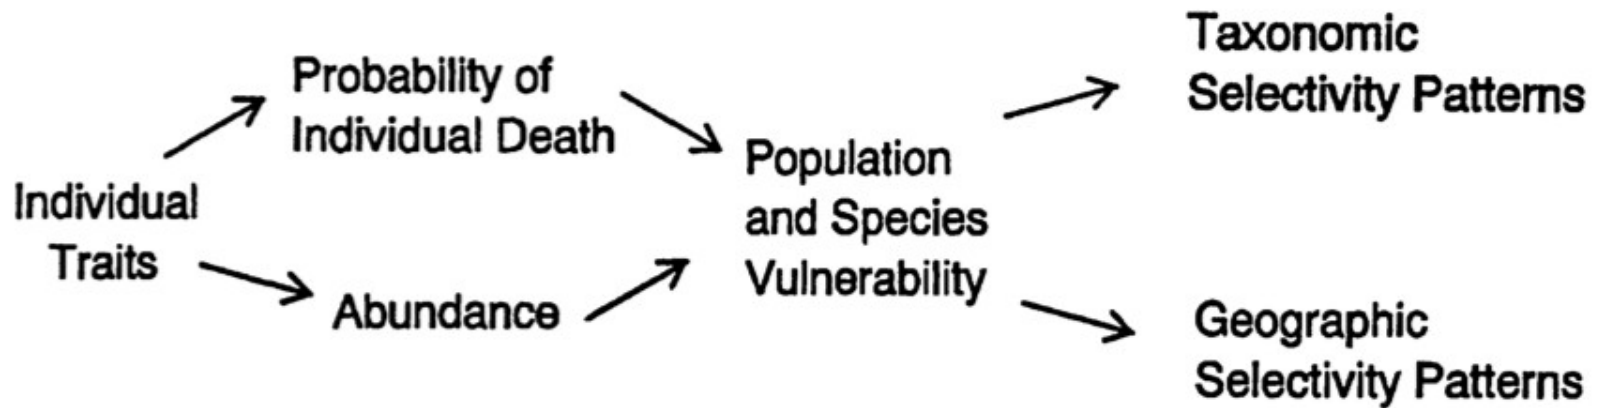 Individual
Traits
Probability of
Individual Death
Abundance
Population
and Species
Vulnerability
Taxonomic
Selectivity Patterns
Geographic
Selectivity Patterns